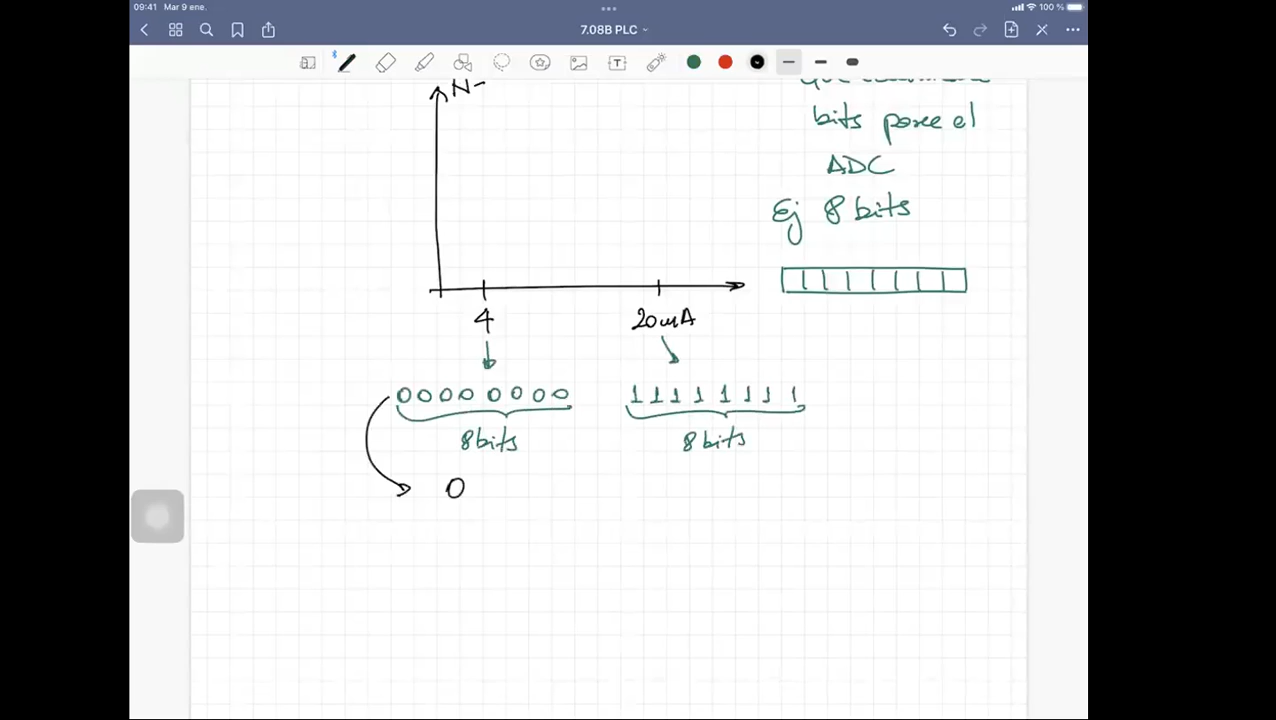 09:41 Mar 9 ene.
100 %
7.08B PLC
N-
bits posee el
ADC
Ej 8 bits
4
20mA
0000 0000
1111 1111
8bits
8 bits
0